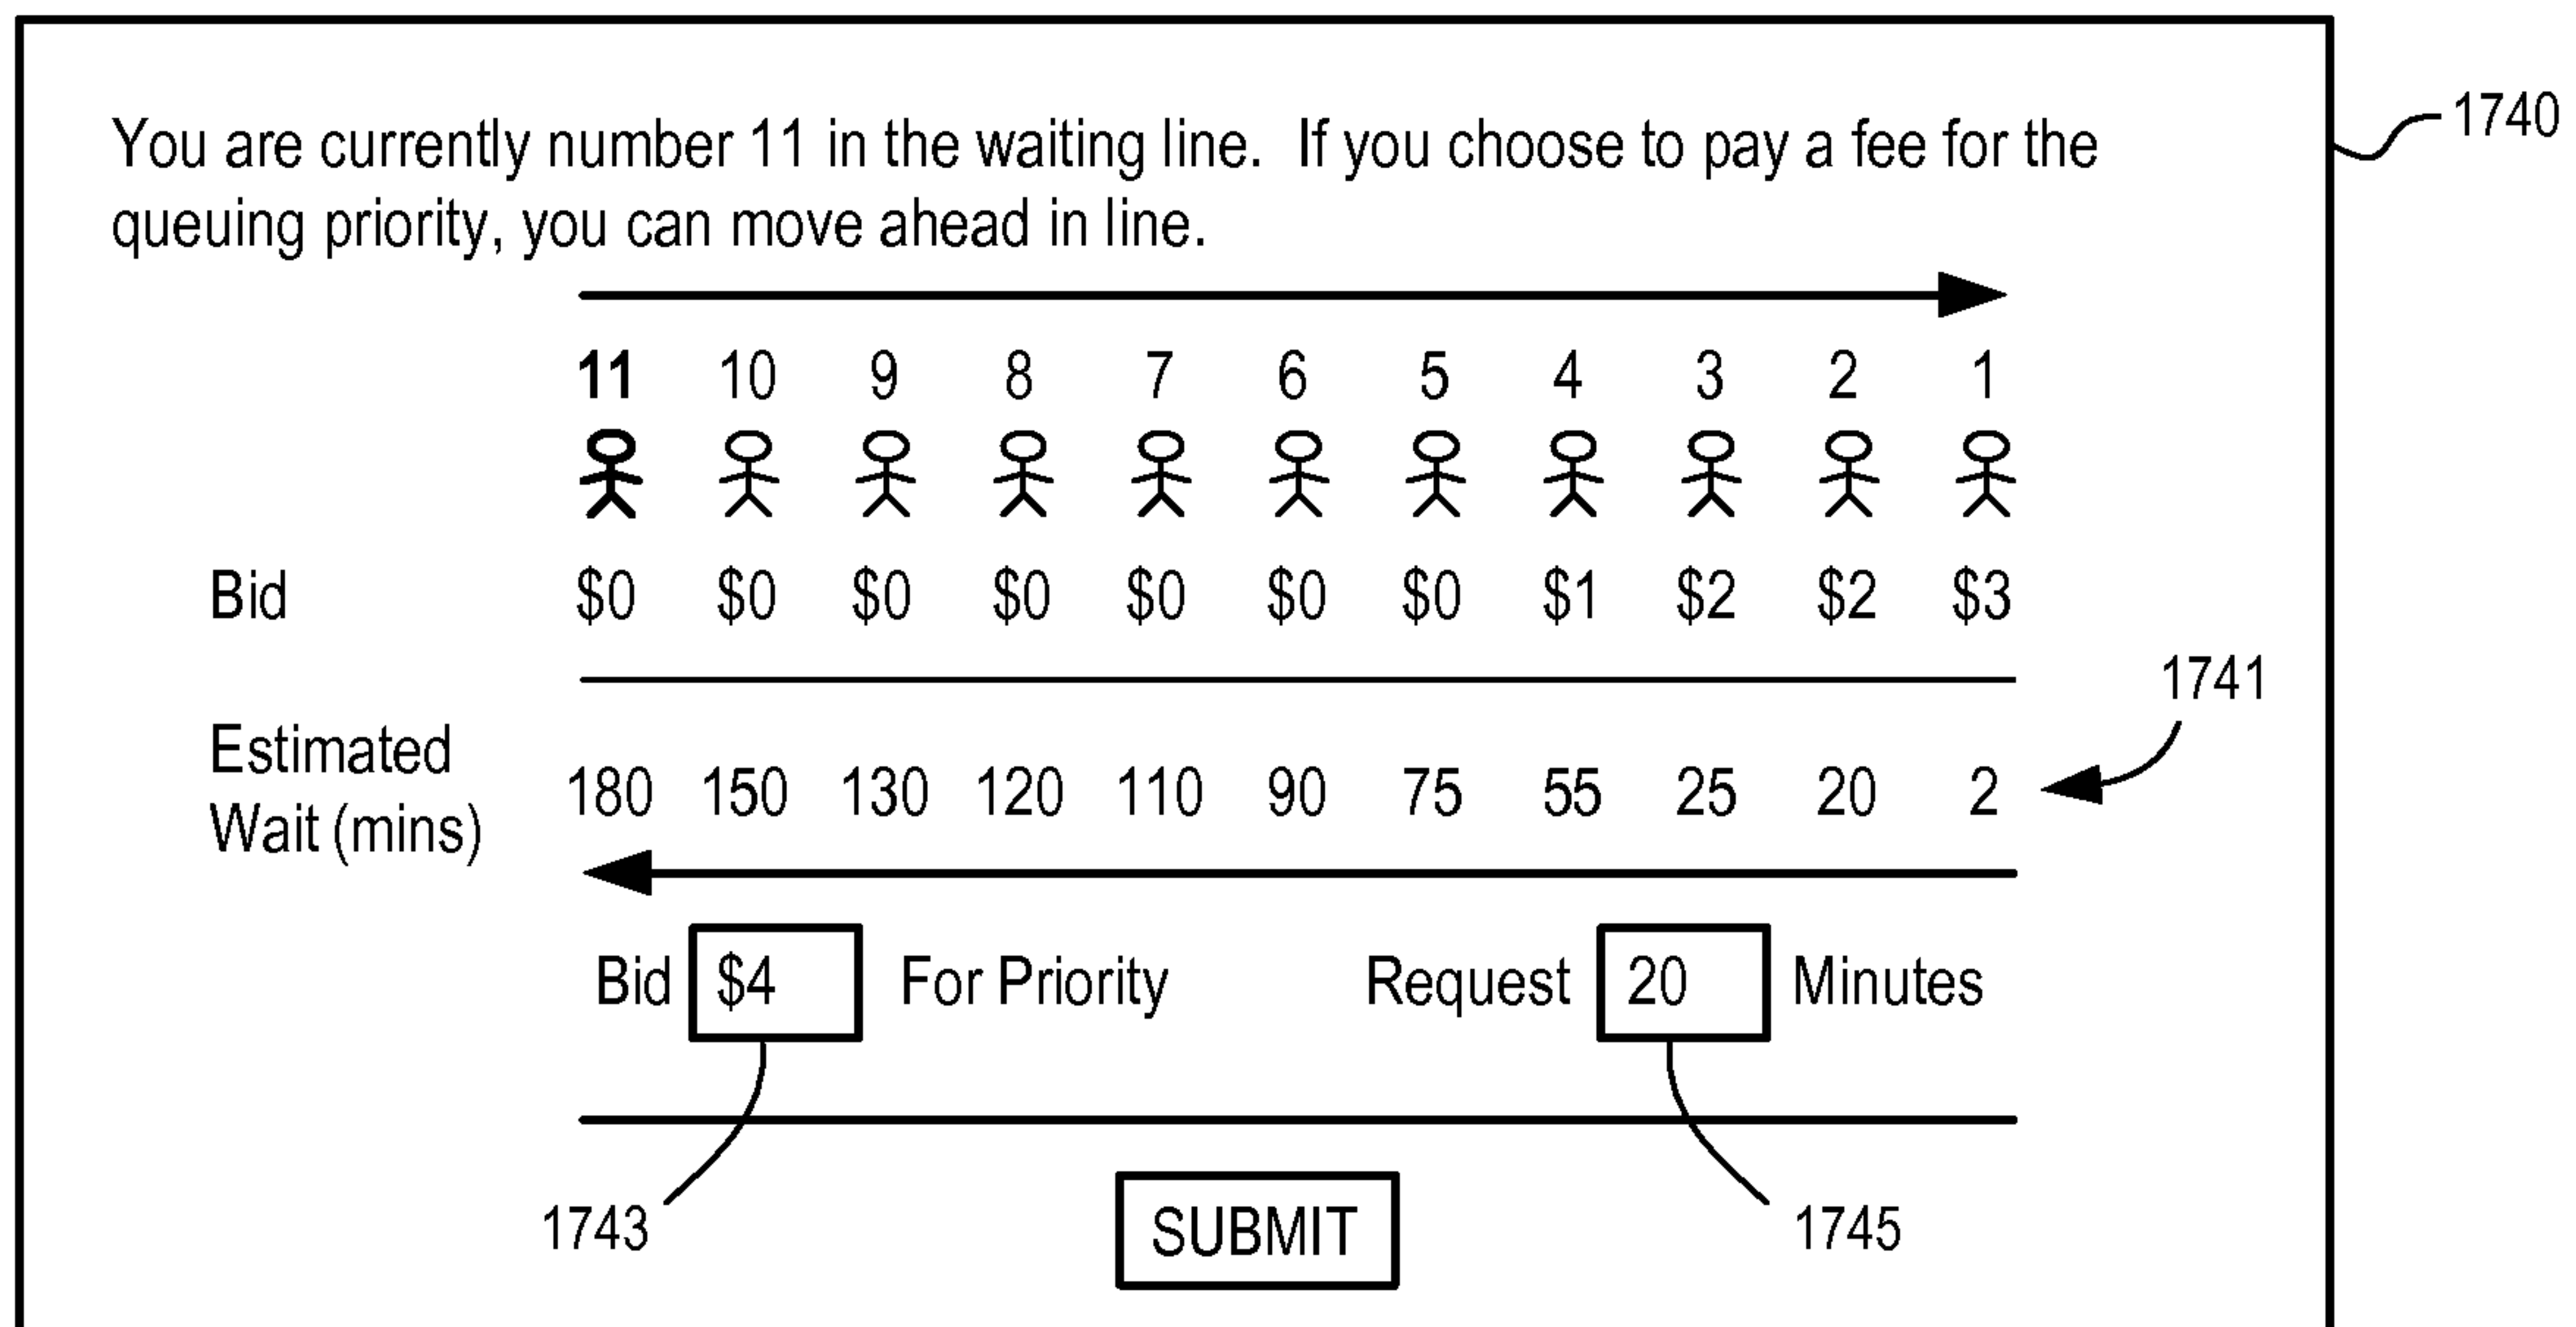 You are currently number 11 in the waiting line. If you choose to pay a fee for the
1740
queuing priority, you can move ahead in line.
11 10 9 8 7 6 5 4 3 2 1
Bid $0 $0 $0 $0 $0 $0 $0 $1 $2 $2 $3
1741
Estimated
Wait (mins) 180 150 130 120 110 90 75 55 25 20 2
Bid $4 For Priority Request 20 Minutes
1743 SUBMIT 1745